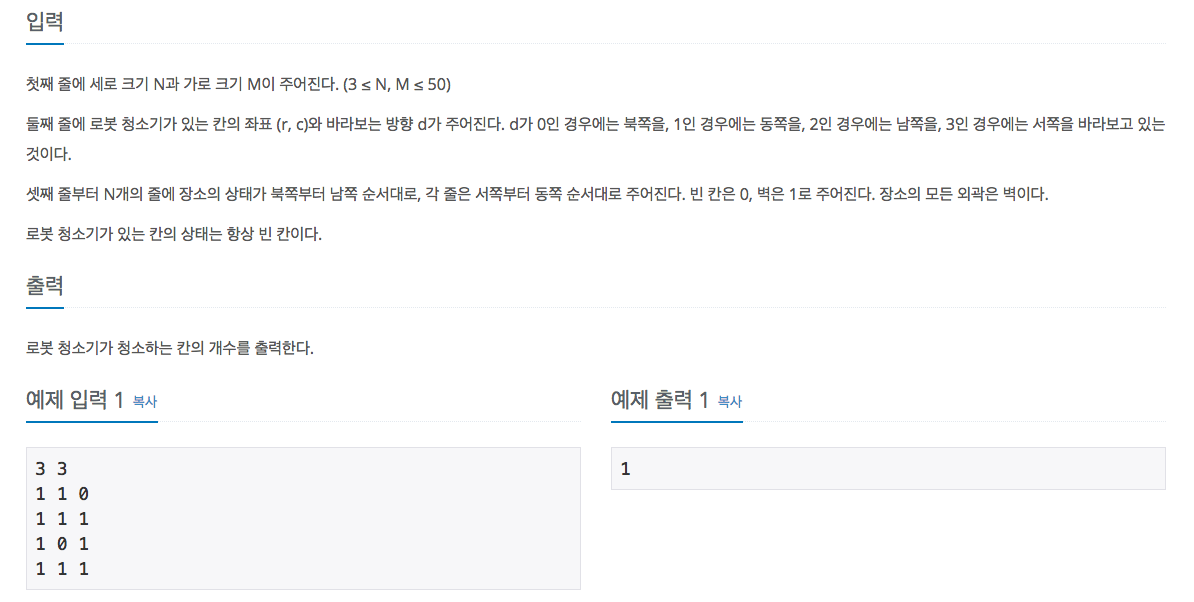 입력
첫째 줄에 세로 크기 N과 가로 크기 M이 주어진다. (3 ≤ N, M ≤ 50)
둘째 줄에 로봇 청소기가 있는 칸의 좌표 (r, c)와 바라보는 방향 d가 주어진다. d가 0인 경우에는 북쪽을, 1인 경우에는 동쪽을, 2인 경우에는 남쪽을, 3인 경우에는 서쪽을 바라보고 있는
것이다.
셋째 줄부터 N개의 줄에 장소의 상태가 북쪽부터 남쪽 순서대로, 각 줄은 서쪽부터 동쪽 순서대로 주어진다. 빈 칸은 0, 벽은 1로 주어진다. 장소의 모든 외곽은 벽이다.
로봇 청소기가 있는 칸의 상태는 항상 빈 칸이다.
출력
로봇 청소기가 청소하는 칸의 개수를 출력한다.
예제 입력 1 복사
3 3
1 1 0
1 1 1
1 0 1
1 1 1
예제 출력 1 복사
1